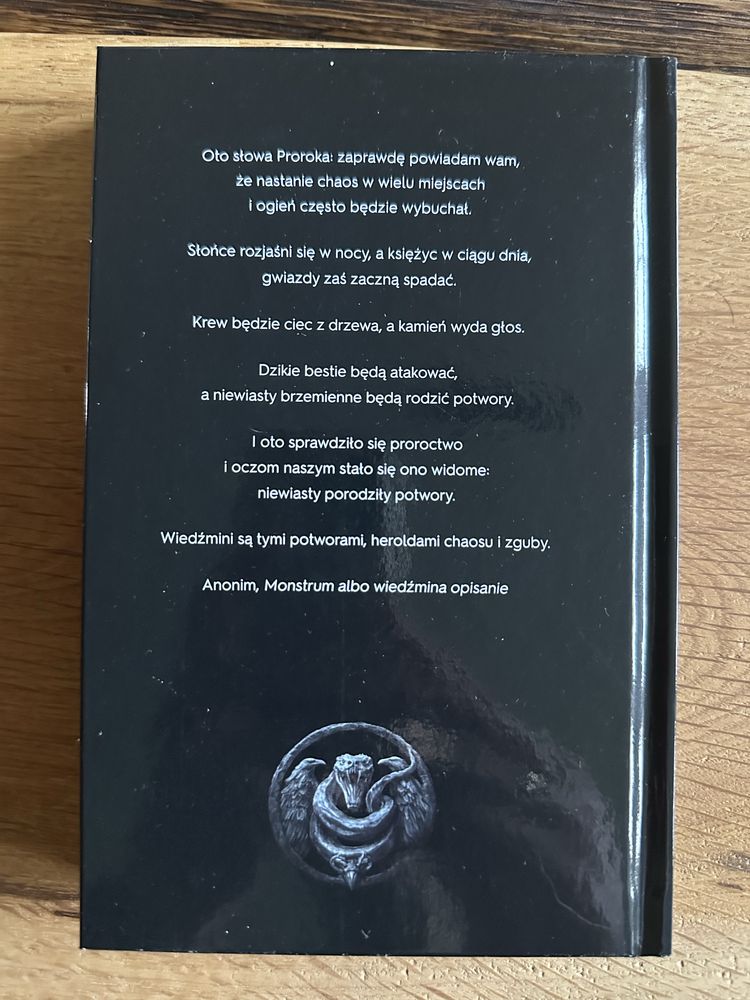 Oto słowa Proroka: zaprawdę powiadam wam,
że nastanie chaos w wielu miejscach
i ogień często będzie wybuchał.
Słońce rozjaśni się w nocy, a księżyc w ciągu dnia,
gwiazdy zaś zaczną spadać.
Krew będzie ciec z drzewa, a kamień wyda głos.
Dzikie bestie będą atakować,
a niewiasty brzemienne będą rodzić potwory.
I oto sprawdziło się proroctwo
i oczom naszym stało się ono widome:
niewiasty porodziły potwory.
Wiedźmini są tymi potworami, heroldami chaosu i zguby.
Anonim, Monstrum albo wiedźmina opisanie